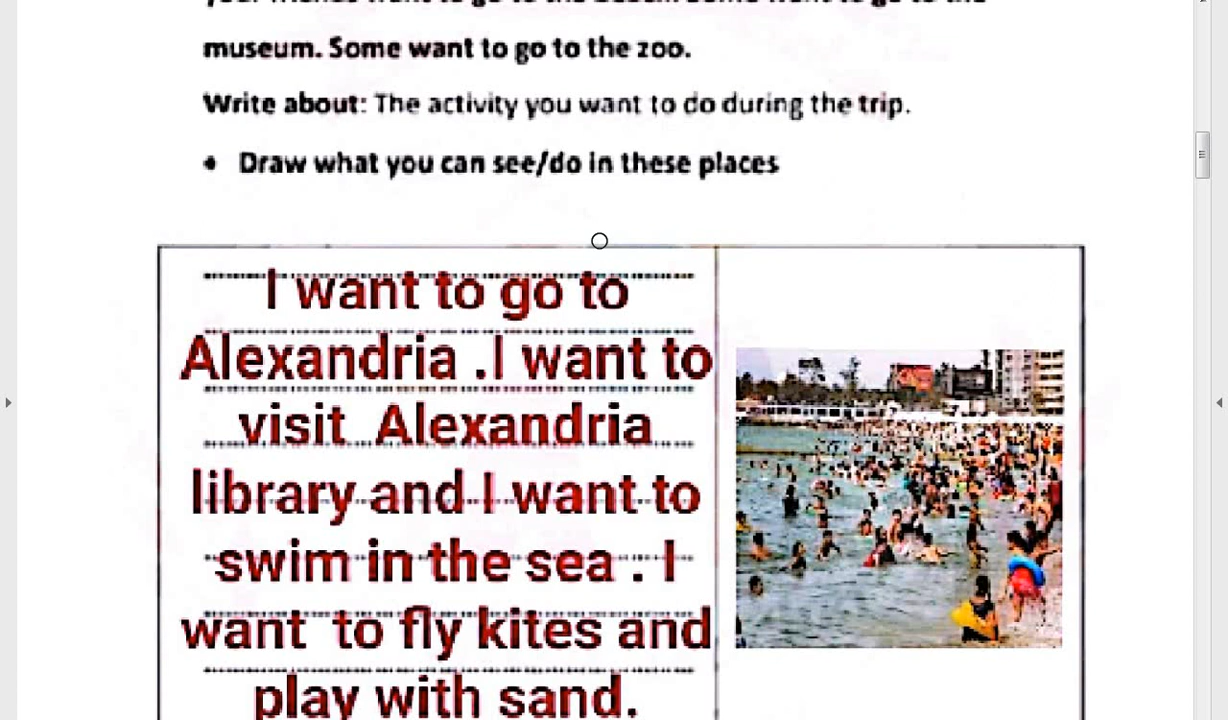 museum. Some want to go to the zoo.
Write about: The activity you want to do during the trip.
• Draw what you can see/do in these places
I want to go to
Alexandria .I want to
visit Alexandria
library and I want to
swim in the sea . I
want to fly kites and
play with sand.